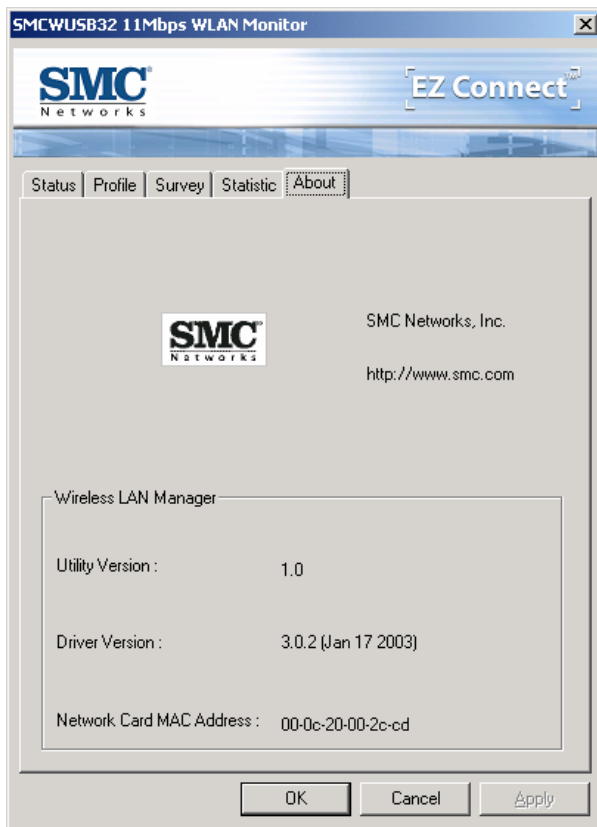 SMCWUSB32 11Mbps WLAN Monitor
SMC®
Networks
EZ Connect™
Status
Profile
Survey
Statistic
About
SMC®
Networks
SMC Networks, Inc.
http://www.smc.com
Wireless LAN Manager
Utility Version : 1.0
Driver Version : 3.0.2 (Jan 17 2003)
Network Card MAC Address : 00-0c-20-00-2c-cd
OK
Cancel
Apply